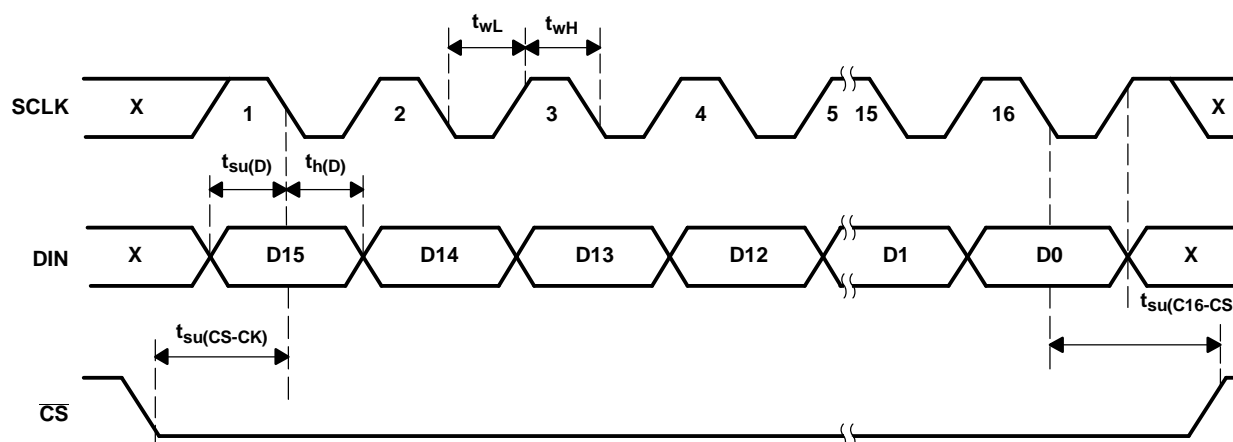 twL twH
SCLK X 1 2 3 4 5 15 16 X
tsu(D) th(D)
DIN X D15 D14 D13 D12 D1 D0 X
tsu(CS-CK) tsu(C16-CS
CS